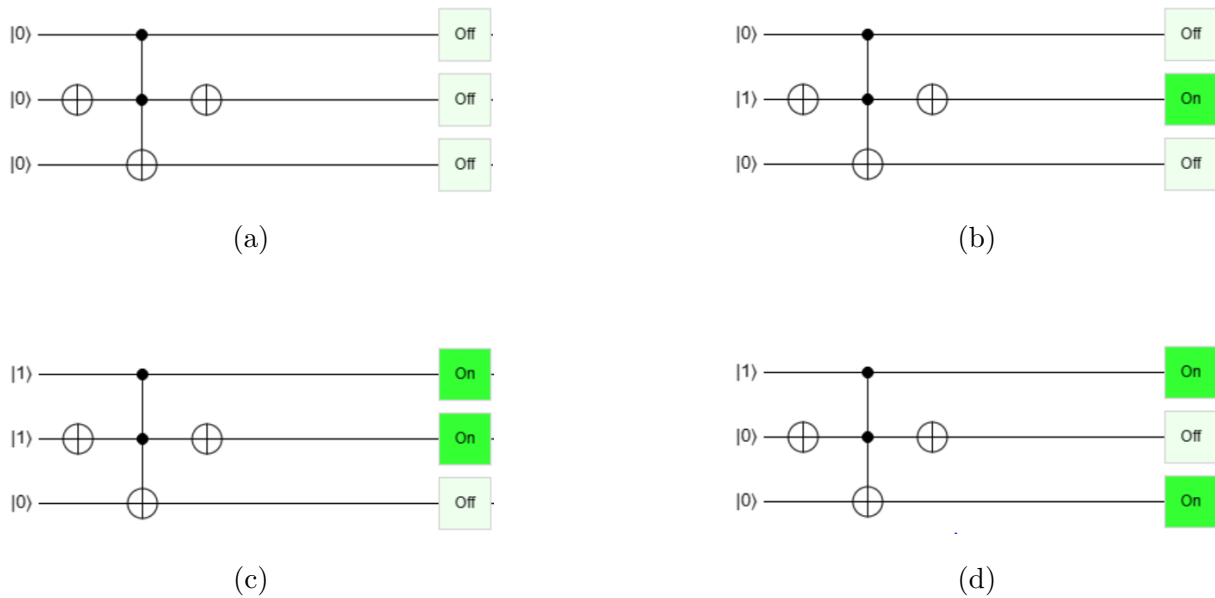 |0⟩ Off
|0⟩ Off
|0⟩ Off
(a)
|0⟩ Off
|1⟩ On
|0⟩ Off
(b)
|1⟩ On
|1⟩ On
|0⟩ Off
(c)
|1⟩ On
|0⟩ Off
|0⟩ On
(d)